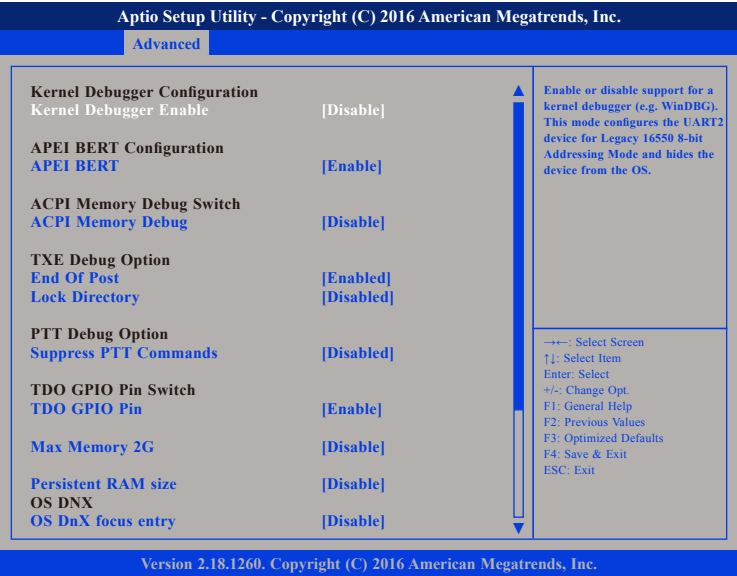 Aptio Setup Utility - Copyright (C) 2016 American Megatrends, Inc.
Advanced
Kernel Debugger Configuration
Kernel Debugger Enable [Disable]
APEI BERT Configuration
APEI BERT [Enable]
ACPI Memory Debug Switch
ACPI Memory Debug [Disable]
TXE Debug Option
End Of Post [Enabled]
Lock Directory [Disabled]
PTT Debug Option
Suppress PTT Commands [Disabled]
TDO GPIO Pin Switch
TDO GPIO Pin [Enable]
Max Memory 2G [Disable]
Persistent RAM size [Disable]
OS DNX
OS DnX focus entry [Disable]
Enable or disable support for a
kernel debugger (e.g. WinDBG).
This mode configures the UART2
device for Legacy 16550 8-bit
Addressing Mode and hides the
device from the OS.
→←: Select Screen
↑↓: Select Item
Enter: Select
+/-: Change Opt.
F1: General Help
F2: Previous Values
F3: Optimized Defaults
F4: Save & Exit
ESC: Exit
Version 2.18.1260. Copyright (C) 2016 American Megatrends, Inc.